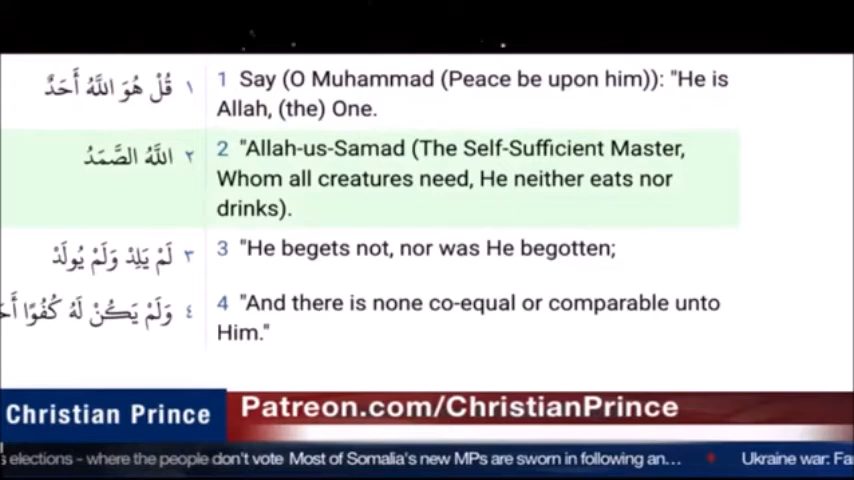 قُلْ هُوَ اللَّهُ أَحَدٌ ١
1 Say (O Muhammad (Peace be upon him)): "He is
Allah, (the) One.
اللَّهُ الصَّمَدُ ٢
2 "Allah-us-Samad (The Self-Sufficient Master,
Whom all creatures need, He neither eats nor
drinks).
لَمْ يَلِدْ وَلَمْ يُولَدْ ٣
3 "He begets not, nor was He begotten;
وَلَمْ يَكُنْ لَهُ كُفُوًا ٤
4 "And there is none co-equal or comparable unto
Him."
Christian Prince
Patreon.com/ChristianPrince
elections - where the people don't vote Most of Somalia's new MPs are sworn in following an... Ukraine war: